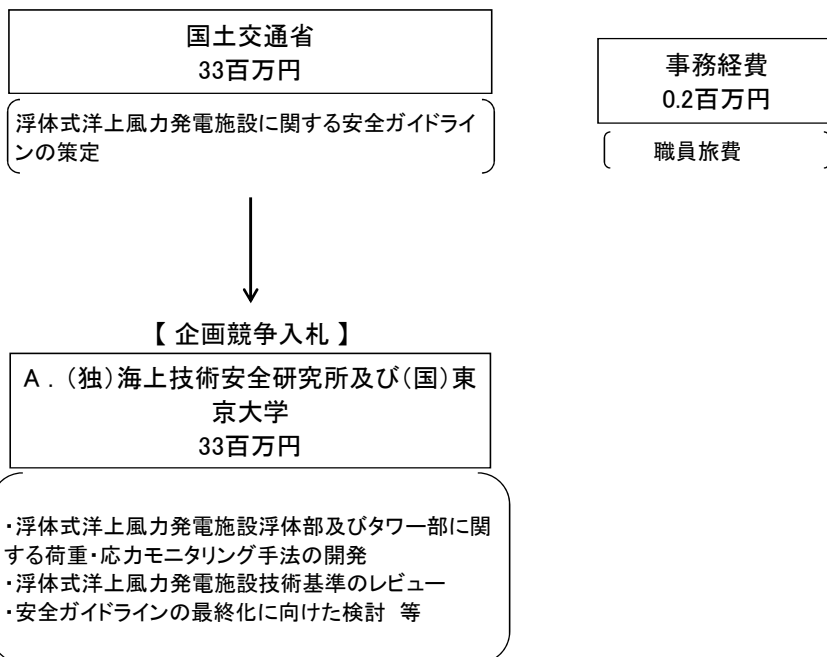 国土交通省
33百万円
浮体式洋上風力発電施設に関する安全ガイドライ
ンの策定
事務経費
0.2百万円
職員旅費
【 企画競争入札 】
A . (独)海上技術安全研究所及び(国)東
京大学
33百万円
・浮体式洋上風力発電施設浮体部及びタワー部に関
する荷重・応力モニタリング手法の開発
・浮体式洋上風力発電施設技術基準のレビュー
・安全ガイドラインの最終化に向けた検討 等